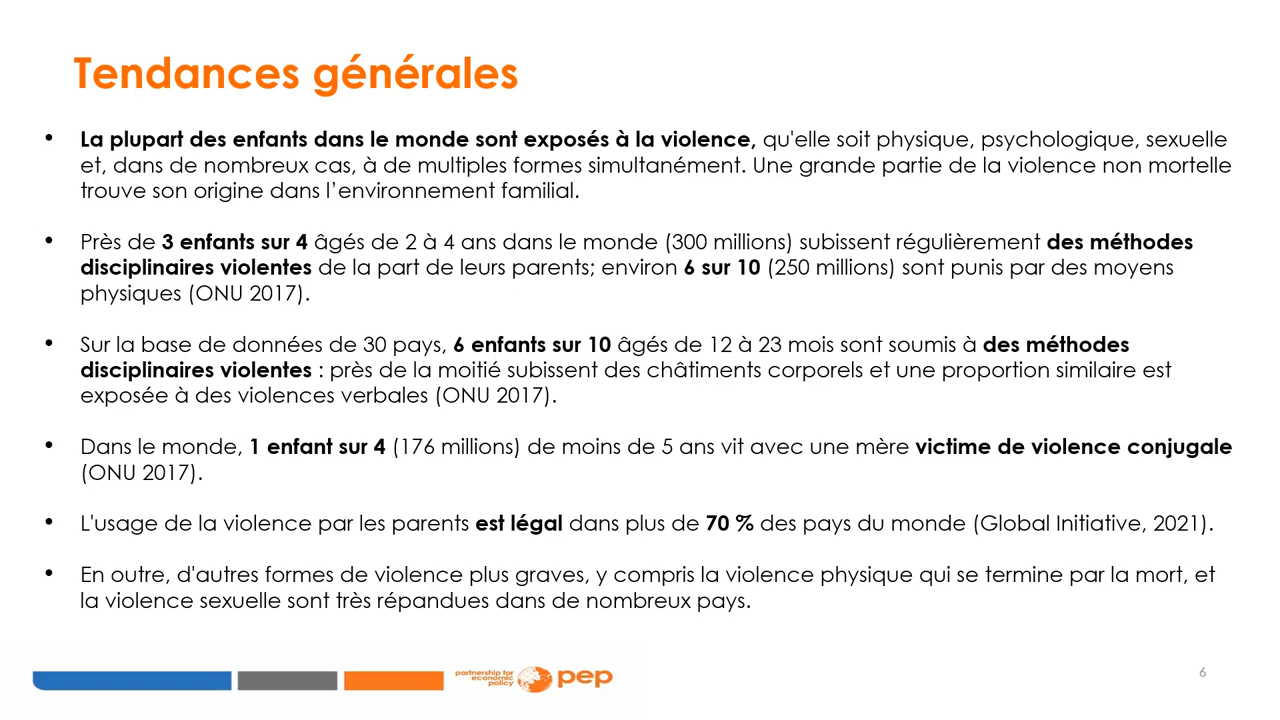 Tendances générales
• La plupart des enfants dans le monde sont exposés à la violence, qu'elle soit physique, psychologique, sexuelle
et, dans de nombreux cas, à de multiples formes simultanément. Une grande partie de la violence non mortelle
trouve son origine dans l’environnement familial.
• Près de 3 enfants sur 4 âgés de 2 à 4 ans dans le monde (300 millions) subissent régulièrement des méthodes
disciplinaires violentes de la part de leurs parents; environ 6 sur 10 (250 millions) sont punis par des moyens
physiques (ONU 2017).
• Sur la base de données de 30 pays, 6 enfants sur 10 âgés de 12 à 23 mois sont soumis à des méthodes
disciplinaires violentes : près de la moitié subissent des châtiments corporels et une proportion similaire est
exposée à des violences verbales (ONU 2017).
• Dans le monde, 1 enfant sur 4 (176 millions) de moins de 5 ans vit avec une mère victime de violence conjugale
(ONU 2017).
• L'usage de la violence par les parents est légal dans plus de 70 % des pays du monde (Global Initiative, 2021).
• En outre, d'autres formes de violence plus graves, y compris la violence physique qui se termine par la mort, et
la violence sexuelle sont très répandues dans de nombreux pays.
partnership for
economic
policy
pep
6